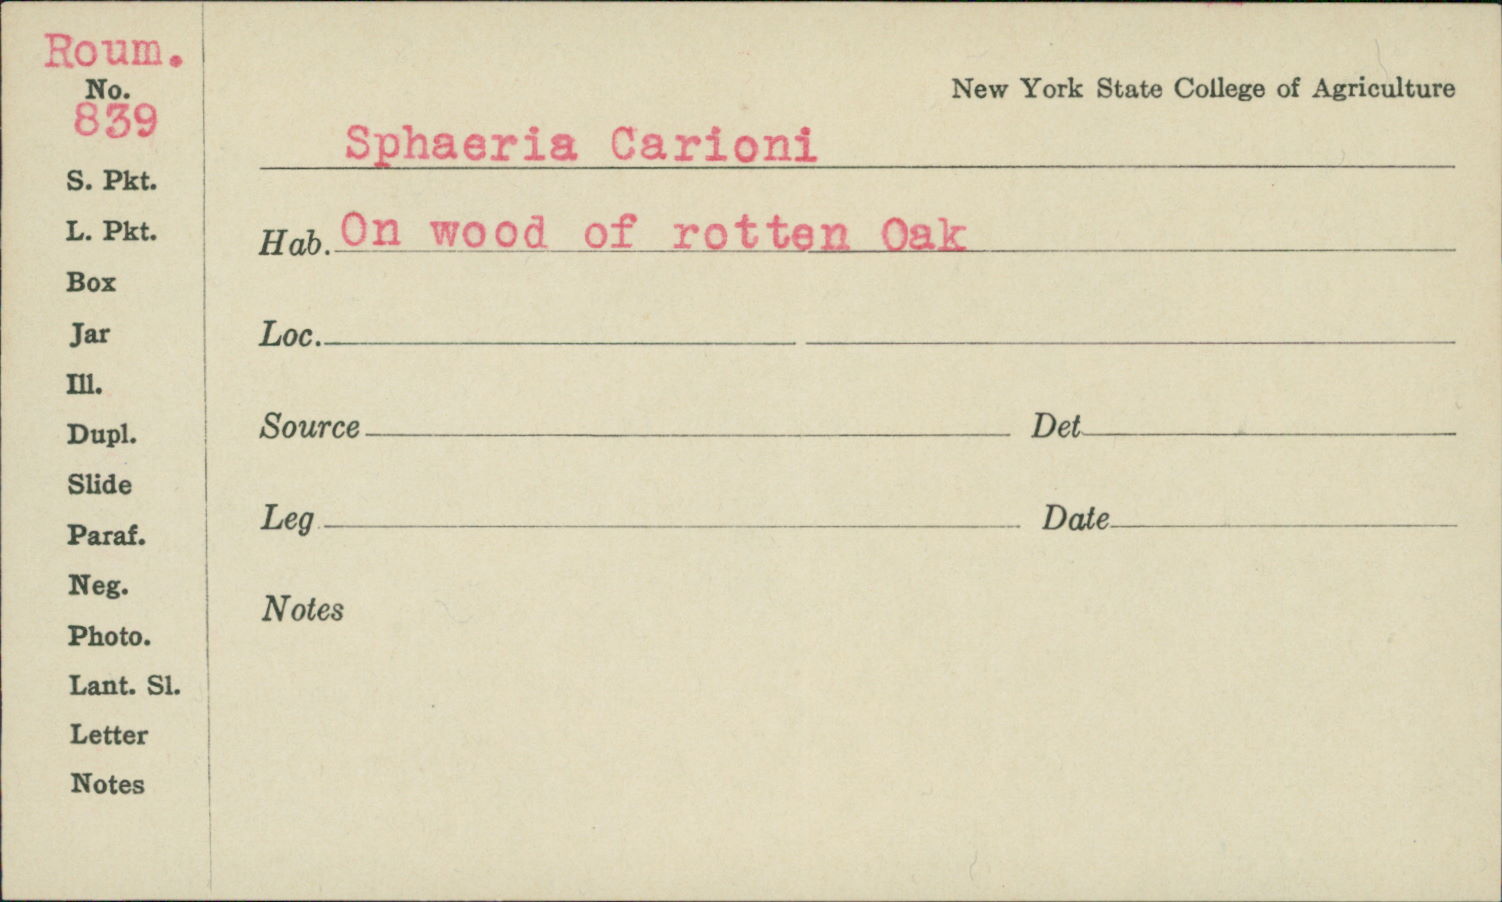 Roum.
No.
839
S. Pkt.
L. Pkt.
Box
Jar
Ill.
Dupl.
Slide
Paraf.
Neg.
Photo.
Lant. Sl.
Letter
Notes
New York State College of Agriculture
Sphaeria Carioni
Hab. On wood of rotten Oak
Loc.
Source Det
Leg Date
Notes